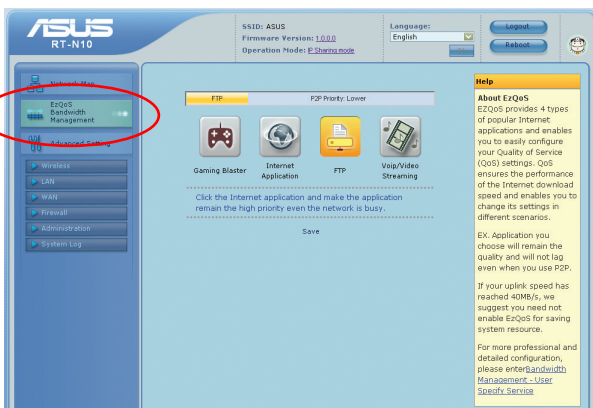 ASUS
RT-N10
SSID: ASUS
Firmware Version: 1.0.0.0
Operation Mode: IP Sharing mode
Language:
English
Logout
Reboot
Network Map
EzQoS
Bandwidth
Management
Advanced Setting
Wireless
LAN
WAN
Firewall
Administration
System Log
FTP
P2P Priority: Lower
Gaming Blaster
Internet
Application
FTP
Voip/Video
Streaming
Click the Internet application and make the application
remain the high priority even the network is busy.
Save
Help
About EzQoS
EZQoS provides 4 types
of popular Internet
applications and enables
you to easily configure
your Quality of Service
(QoS) settings. QoS
ensures the performance
of the Internet download
speed and enables you to
change its settings in
different scenarios.
EX. Application you
choose will remain the
quality and will not lag
even when you use P2P.
If your uplink speed has
reached 40MB/s, we
suggest you need not
enable EzQoS for saving
system resource.
For more professional and
detailed configuration,
please enterBandwidth
Management - User
Specify Service